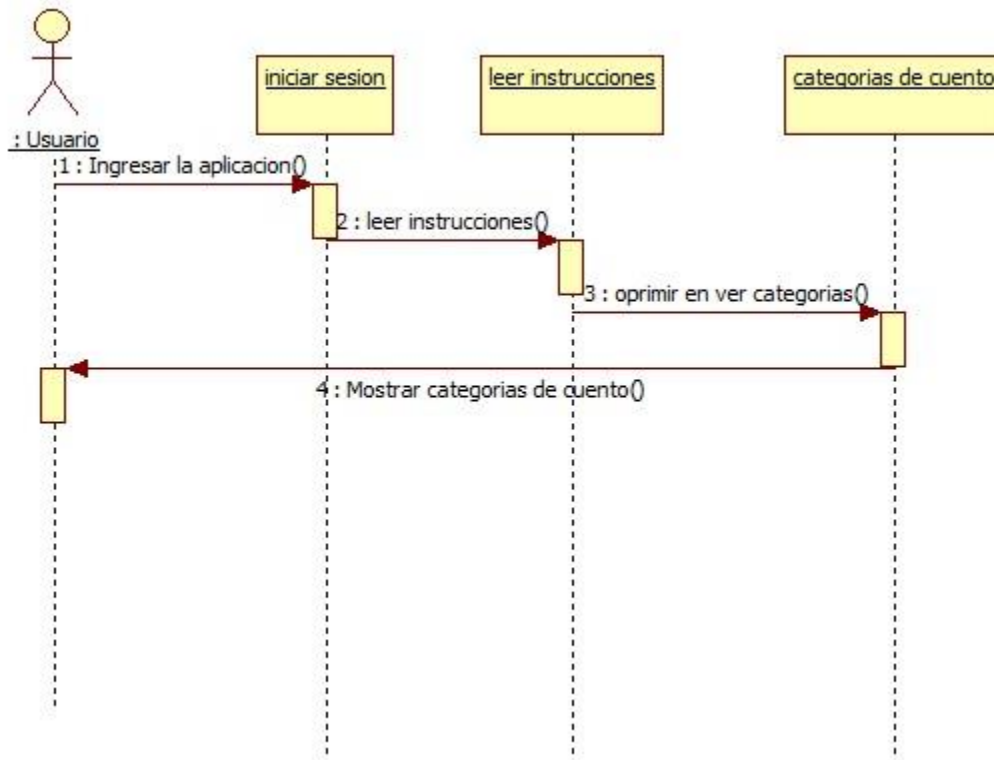 iniciar sesion
leer instrucciones
categorias de cuento
: Usuario
1 : Ingresar la aplicacion()
2 : leer instrucciones()
3 : oprimir en ver categorias()
4 : Mostrar categorias de cuento()